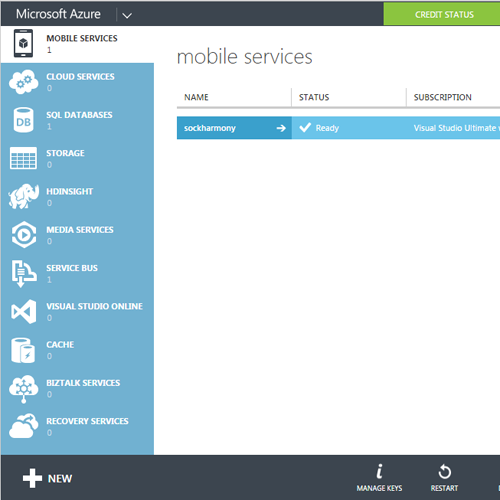 Microsoft Azure
CREDIT STATUS
MOBILE SERVICES
1
CLOUD SERVICES
0
SQL DATABASES
1
DB
STORAGE
0
HDINSIGHT
0
MEDIA SERVICES
0
SERVICE BUS
1
VISUAL STUDIO ONLINE
0
CACHE
0
BIZTALK SERVICES
0
RECOVERY SERVICES
0
mobile services
NAME STATUS SUBSCRIPTION
sockharmony Ready Visual Studio Ultimate
NEW
MANAGE KEYS
RESTART